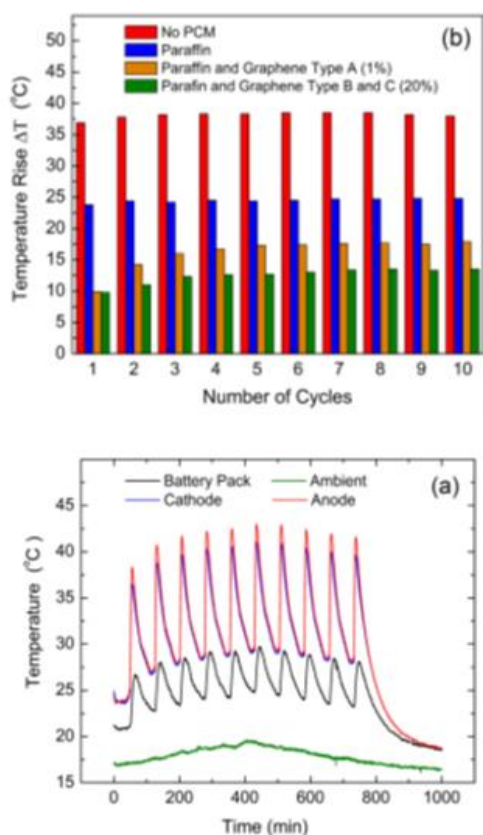 (b)
No PCM
Paraffin
Paraffin and Graphene Type A (1%)
Parafin and Graphene Type B and C (20%)
Temperature Rise ΔT (°C)
50
45
40
35
30
25
20
15
10
5
0
1 2 3 4 5 6 7 8 9 10
Number of Cycles
(a)
Battery Pack Ambient
Cathode Anode
Temperature (°C)
45
40
35
30
25
20
15
0 200 400 600 800 1000
Time (min)